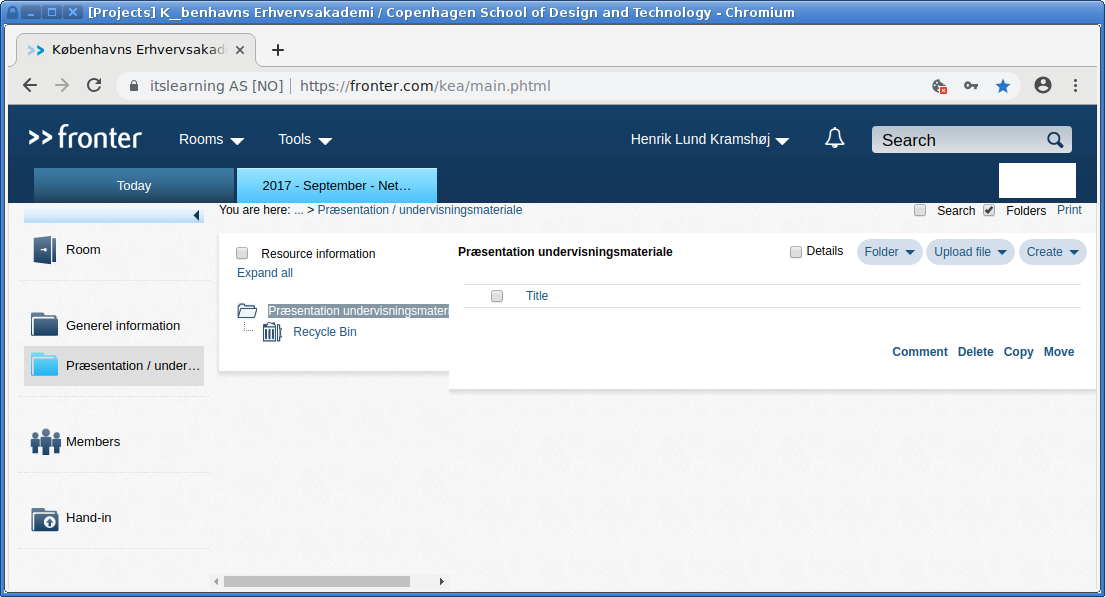 [Projects] K__benhavns Erhvervsakademi / Copenhagen School of Design and Technology - Chromium
Københavns Erhvervsakad
itslearning AS [NO] | https://fronter.com/kea/main.phtml
>>fronter Rooms Tools Henrik Lund Kramshøj Search
Today 2017 - September - Net…
You are here: ... > Præsentation / undervisningsmateriale Search Folders Print
Room
Generel information
Præsentation / under…
Members
Hand-in
Resource information
Expand all
Præsentation undervisningsmater
Recycle Bin
Præsentation undervisningsmateriale Details Folder Upload file Create
Title
Comment Delete Copy Move